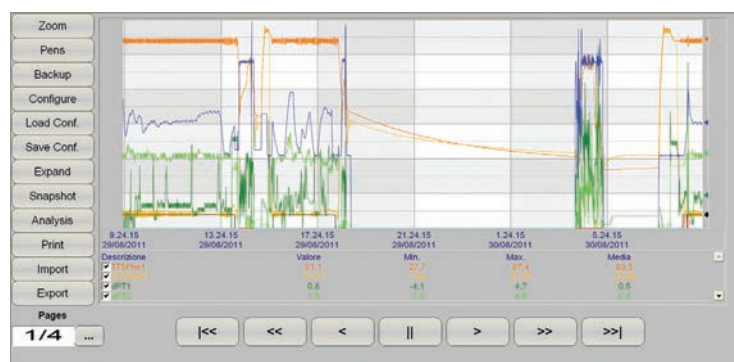 Zoom
Pens
Backup
Configure
Load Conf.
Save Conf.
Expand
Snapshot
Analysis
Print
Import
Export
Pages
1/4 ...
9.24.15 13.24.15 17.24.15 21.24.15 1.24.15 5.24.15
29/08/2011 29/08/2011 29/08/2011 29/08/2011 30/08/2011 30/08/2011
Descrizione Valore Min. Max. Media
TTSPhe1 91,1 27,7 97,4 69,5
dPT1 0,6 -4,1 4,7 0,5
|<< << < || > >> >>|